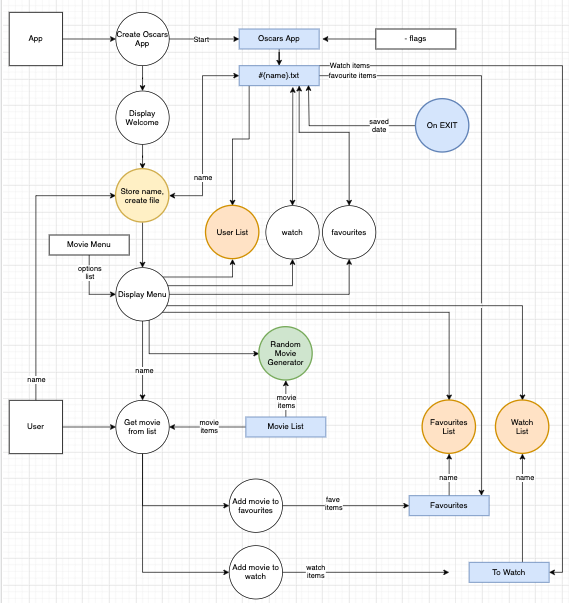 App
Create Oscars
App
Start
Oscars App
- flags
#{name}.txt
Watch items
favourite items
Display
Welcome
saved
date
On EXIT
name
Store name,
create file
User List
watch
favourites
Movie Menu
options
list
Display Menu
Random
Movie
Generator
name
name
movie
items
User
Get movie
from list
movie
items
Movie List
Favourites
List
Watch
List
name
name
Add movie to
favourites
fave
items
Favourites
Add movie to
watch
watch
items
To Watch